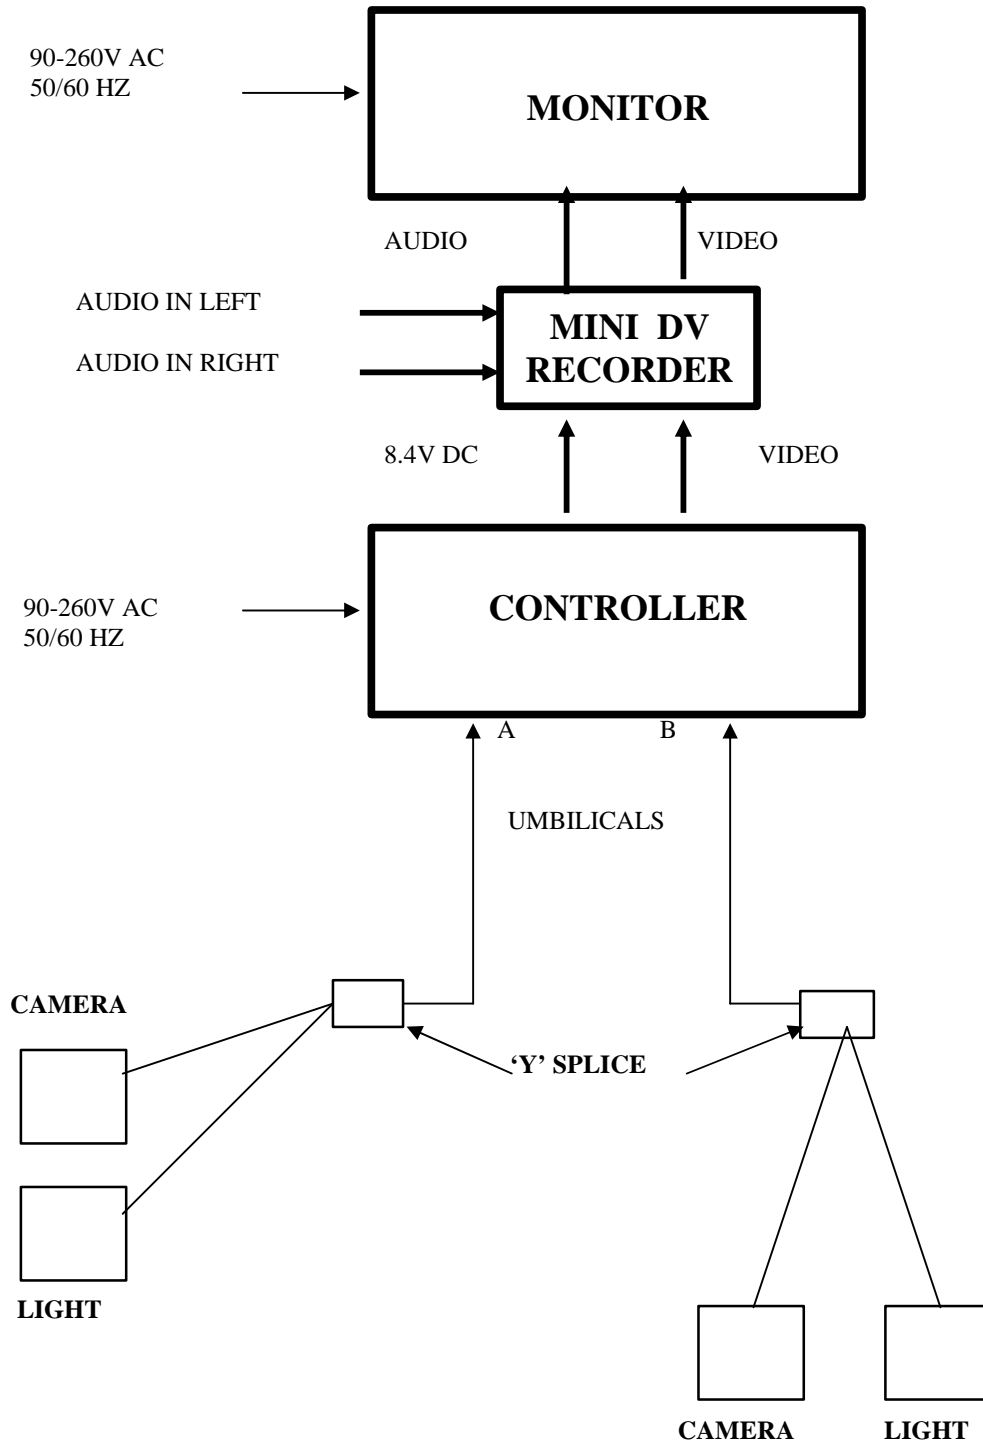 90-260V AC
50/60 HZ
MONITOR
AUDIO
VIDEO
AUDIO IN LEFT
AUDIO IN RIGHT
MINI DV
RECORDER
8.4V DC
VIDEO
90-260V AC
50/60 HZ
CONTROLLER
A
B
UMBILICALS
CAMERA
‘Y’ SPLICE
LIGHT
CAMERA
LIGHT